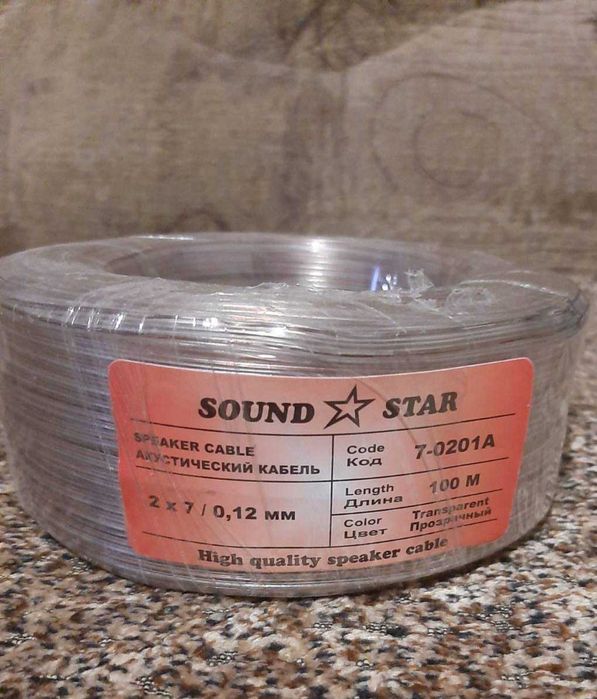 SOUND STAR
SPEAKER CABLE
АКУСТИЧЕСКИЙ КАБЕЛЬ
2 x 7 / 0,12 мм
Code
Код
7-0201A
Length
Длина
100 M
Color
Цвет
Transparent
Прозрачный
High quality speaker cable